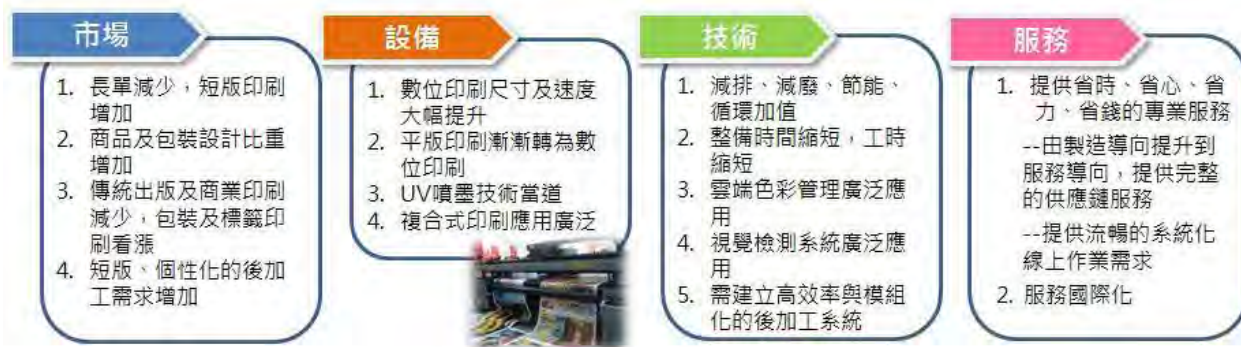 市場
1. 長單減少，短版印刷
增加
2. 商品及包裝設計比重
增加
3. 傳統出版及商業印刷
減少，包裝及標籤印
刷看漲
4. 短版、個性化的後加
工需求增加
設備
1. 數位印刷尺寸及速度
大幅提升
2. 平版印刷漸漸轉為數
位印刷
3. UV噴墨技術當道
4. 複合式印刷應用廣泛
技術
1. 減排、減廢、節能、
循環加值
2. 整備時間縮短，工時
縮短
3. 雲端色彩管理廣泛應
用
4. 視覺檢測系統廣泛應
用
5. 需建立高效率與模組
化的後加工系統
服務
1. 提供省時、省心、省
力、省錢的專業服務
--由製造導向提升到
服務導向，提供完整
的供應鏈服務
--提供流暢的系統化
線上作業需求
2. 服務國際化